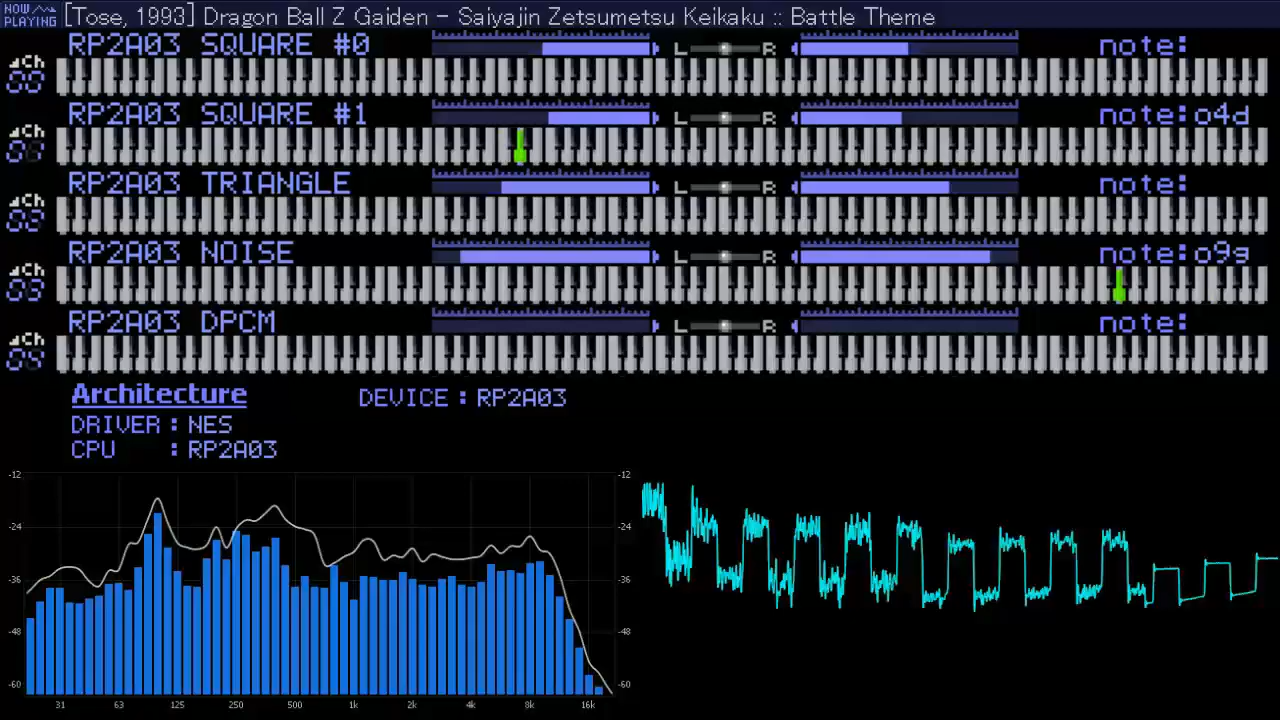 NOW PLAYING [Tose, 1993] Dragon Ball Z Gaiden - Saiyajin Zetsumetsu Keikaku :: Battle Theme
RP2A03 SQUARE #0 L R note:
Ch 00
RP2A03 SQUARE #1 L R note:o4d
Ch
RP2A03 TRIANGLE L R note:
Ch
RP2A03 NOISE L R note:o9g
Ch 03
RP2A03 DPCM L R note:
Ch
Architecture DEVICE : RP2A03
DRIVER : NES
CPU : RP2A03
-12 -12
-24 -24
-36 -36
-48 -48
-60 -60
31 63 125 250 500 1k 2k 4k 8k 16k